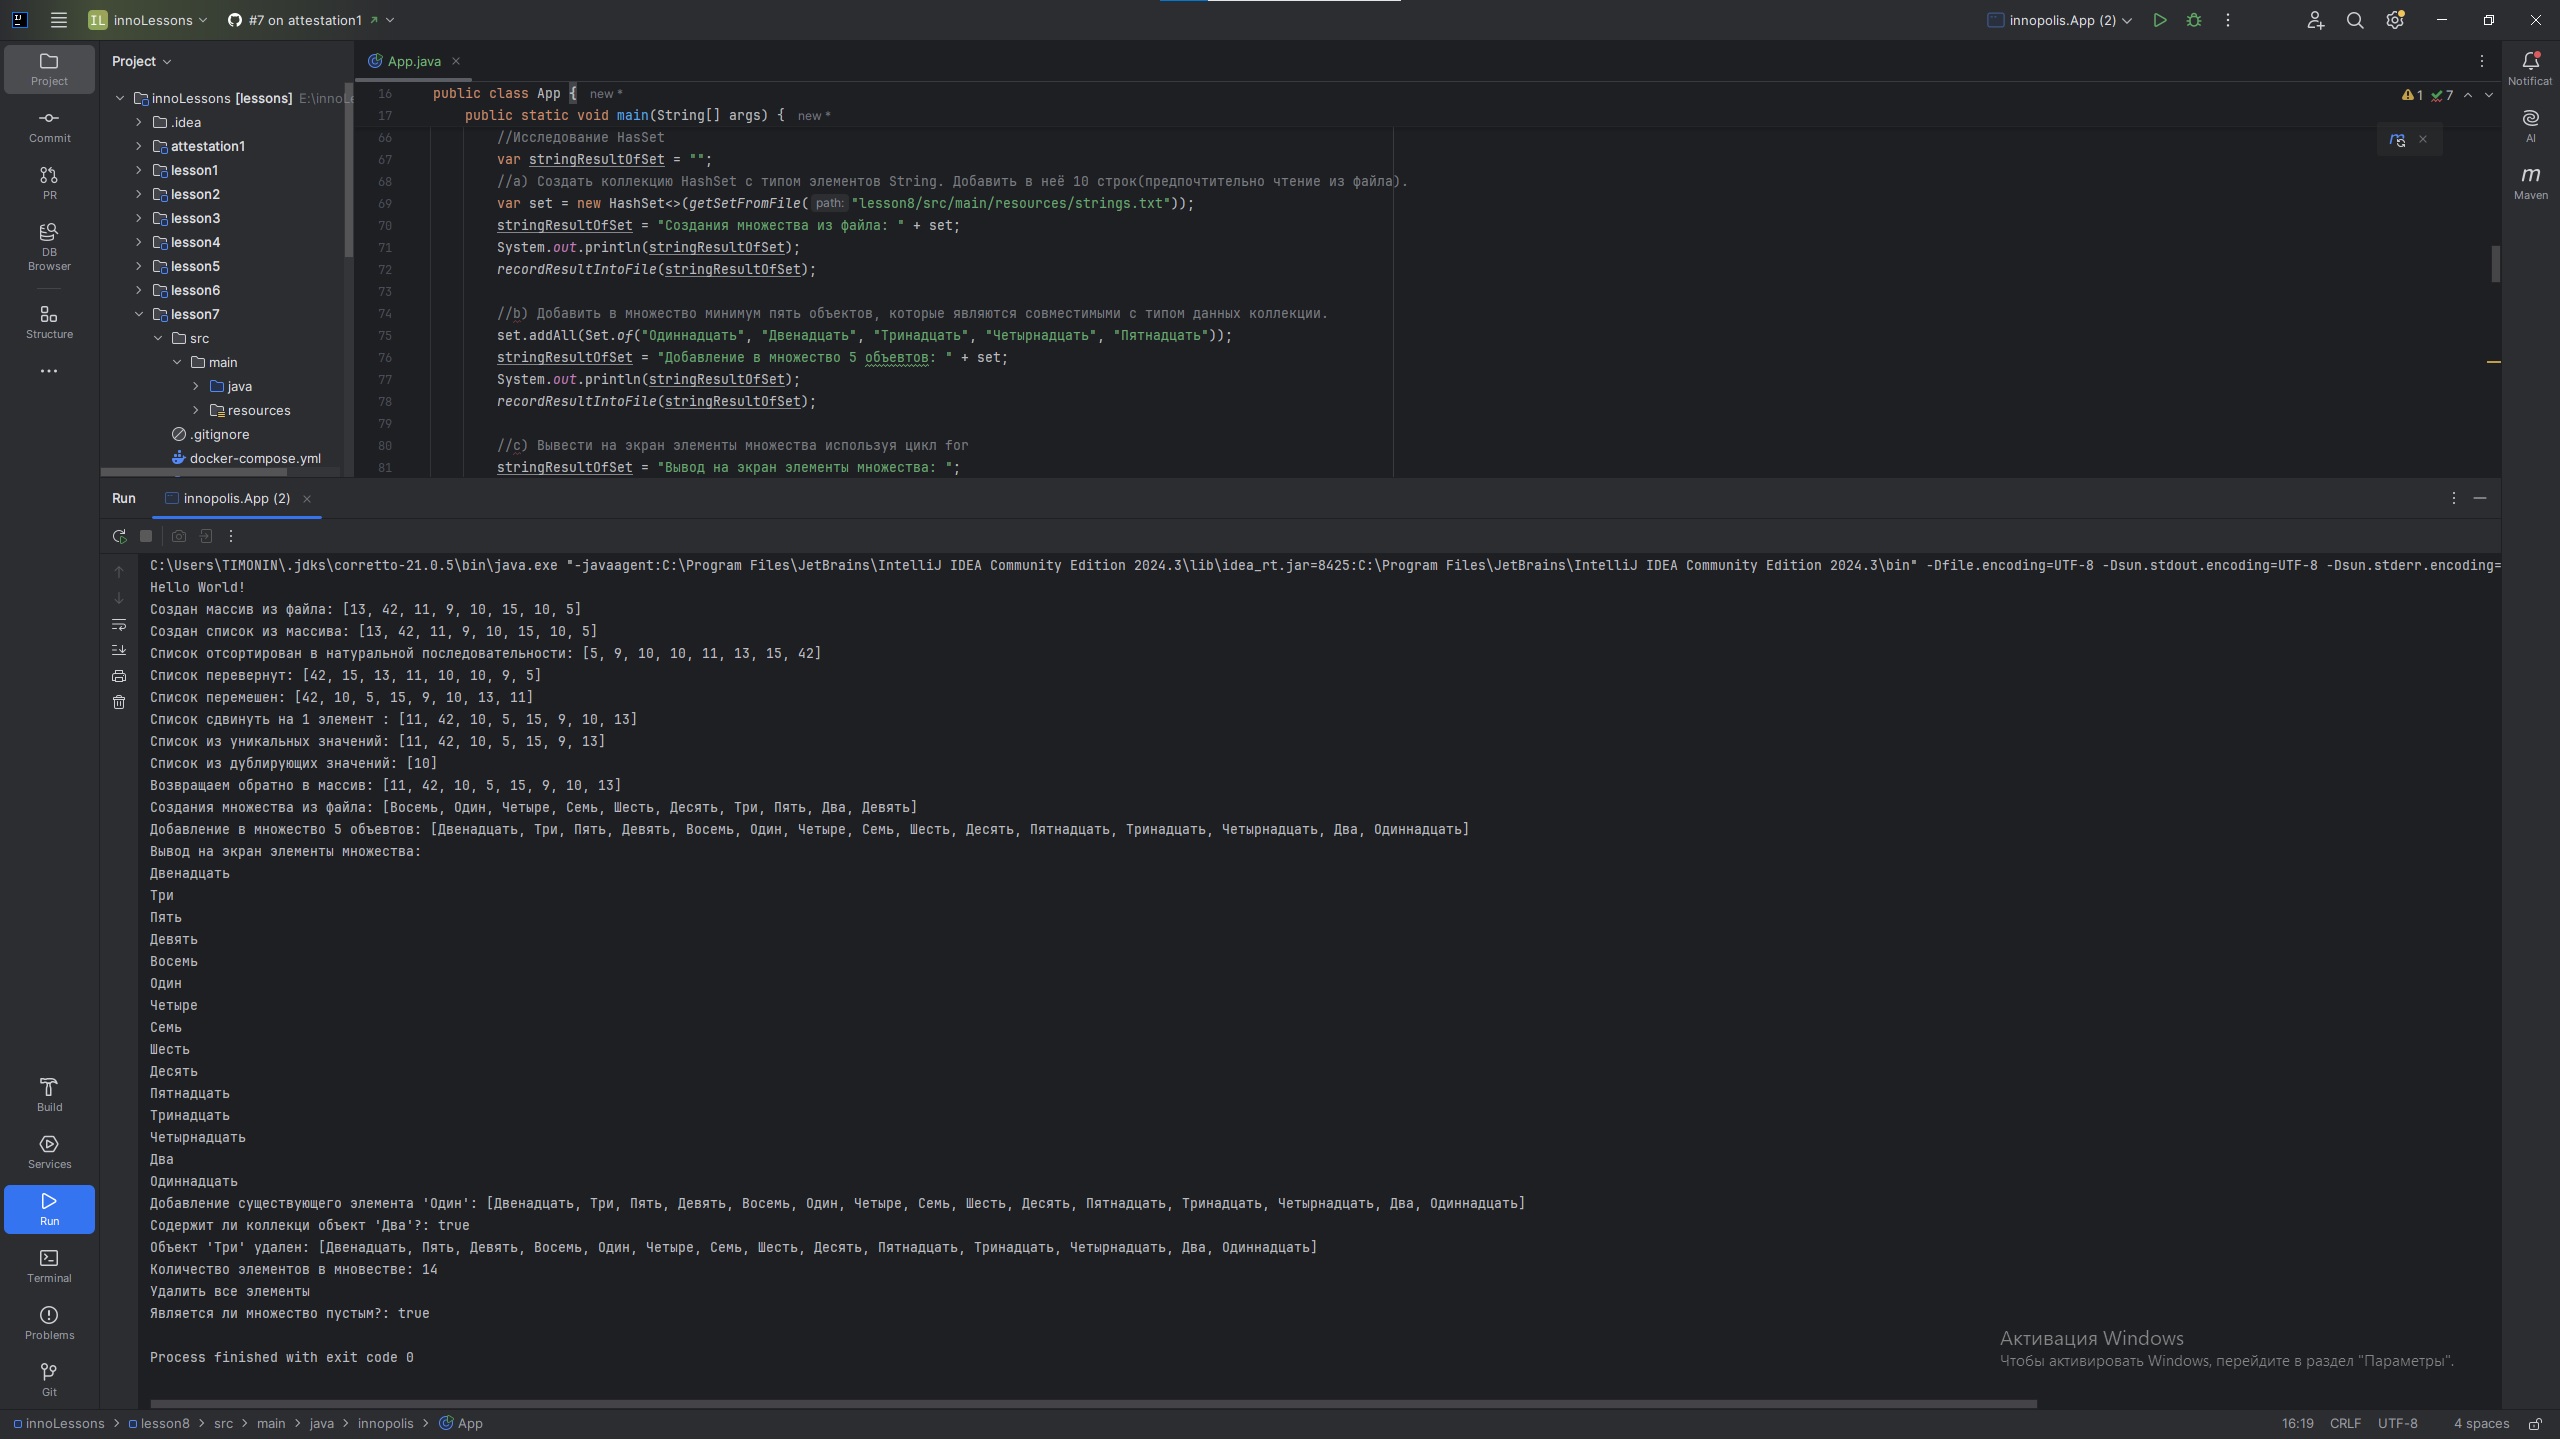 IL innoLessons #7 on attestation1 innopolis.App (2)
Project
App.java
Project
Commit
PR
DB
Browser
Structure
innoLessons [lessons] E:\innoLe
.idea
attestation1
lesson1
lesson2
lesson3
lesson4
lesson5
lesson6
lesson7
src
main
java
resources
.gitignore
docker-compose.yml
16 public class App { new *
17 public static void main(String[] args) { new *
66 //Исследование HasSet
67 var stringResultOfSet = "";
68 //a) Создать коллекцию HashSet с типом элементов String. Добавить в неё 10 строк(предпочтительно чтение из файла).
69 var set = new HashSet<>(getSetFromFile( path: "Lesson8/src/main/resources/strings.txt"));
70 stringResultOfSet = "Создания множества из файла: " + set;
71 System.out.println(stringResultOfSet);
72 recordResultIntoFile(stringResultOfSet);
73
74 //b) Добавить в множество минимум пять объектов, которые являются совместимыми с типом данных коллекции.
75 set.addAll(Set.of("Одиннадцать", "Двенадцать", "Тринадцать", "Четырнадцать", "Пятнадцать"));
76 stringResultOfSet = "Добавление в множество 5 объевтов: " + set;
77 System.out.println(stringResultOfSet);
78 recordResultIntoFile(stringResultOfSet);
79
80 //c) Вывести на экран элементы множества используя цикл for
81 stringResultOfSet = "Вывод на экран элементы множества: ";
1 7
Notificat
AI
m
Maven
Run innopolis.App (2)
C:\Users\TIMONIN\.jdks\corretto-21.0.5\bin\java.exe "-javaagent:C:\Program Files\JetBrains\IntelliJ IDEA Community Edition 2024.3\lib\idea_rt.jar=8425:C:\Program Files\JetBrains\IntelliJ IDEA Community Edition 2024.3\bin" -Dfile.encoding=UTF-8 -Dsun.stdout.encoding=UTF-8 -Dsun.stderr.encoding=
Hello World!
Создан массив из файла: [13, 42, 11, 9, 10, 15, 10, 5]
Создан список из массива: [13, 42, 11, 9, 10, 15, 10, 5]
Список отсортирован в натуральной последовательности: [5, 9, 10, 10, 11, 13, 15, 42]
Список перевернут: [42, 15, 13, 11, 10, 10, 9, 5]
Список перемешен: [42, 10, 5, 15, 9, 10, 13, 11]
Список сдвинуть на 1 элемент : [11, 42, 10, 5, 15, 9, 10, 13]
Список из уникальных значений: [11, 42, 10, 5, 15, 9, 13]
Список из дублирующих значений: [10]
Возвращаем обратно в массив: [11, 42, 10, 5, 15, 9, 10, 13]
Создания множества из файла: [Восемь, Один, Четыре, Семь, Шесть, Десять, Три, Пять, Два, Девять]
Добавление в множество 5 объевтов: [Двенадцать, Три, Пять, Девять, Восемь, Один, Четыре, Семь, Шесть, Десять, Пятнадцать, Тринадцать, Четырнадцать, Два, Одиннадцать]
Вывод на экран элементы множества:
Двенадцать
Три
Пять
Девять
Восемь
Один
Четыре
Семь
Шесть
Десять
Пятнадцать
Тринадцать
Четырнадцать
Два
Одиннадцать
Добавление существующего элемента 'Один': [Двенадцать, Три, Пять, Девять, Восемь, Один, Четыре, Семь, Шесть, Десять, Пятнадцать, Тринадцать, Четырнадцать, Два, Одиннадцать]
Содержит ли коллекци объект 'Два'?: true
Объект 'Три' удален: [Двенадцать, Пять, Девять, Восемь, Один, Четыре, Семь, Шесть, Десять, Пятнадцать, Тринадцать, Четырнадцать, Два, Одиннадцать]
Количество элементов в мновестве: 14
Удалить все элементы
Является ли множество пустым?: true
Process finished with exit code 0
Build
Services
Run
Terminal
Problems
Git
Активация Windows
Чтобы активировать Windows, перейдите в раздел "Параметры".
innoLessons > lesson8 > src > main > java > innopolis > App 16:19 CRLF UTF-8 4 spaces